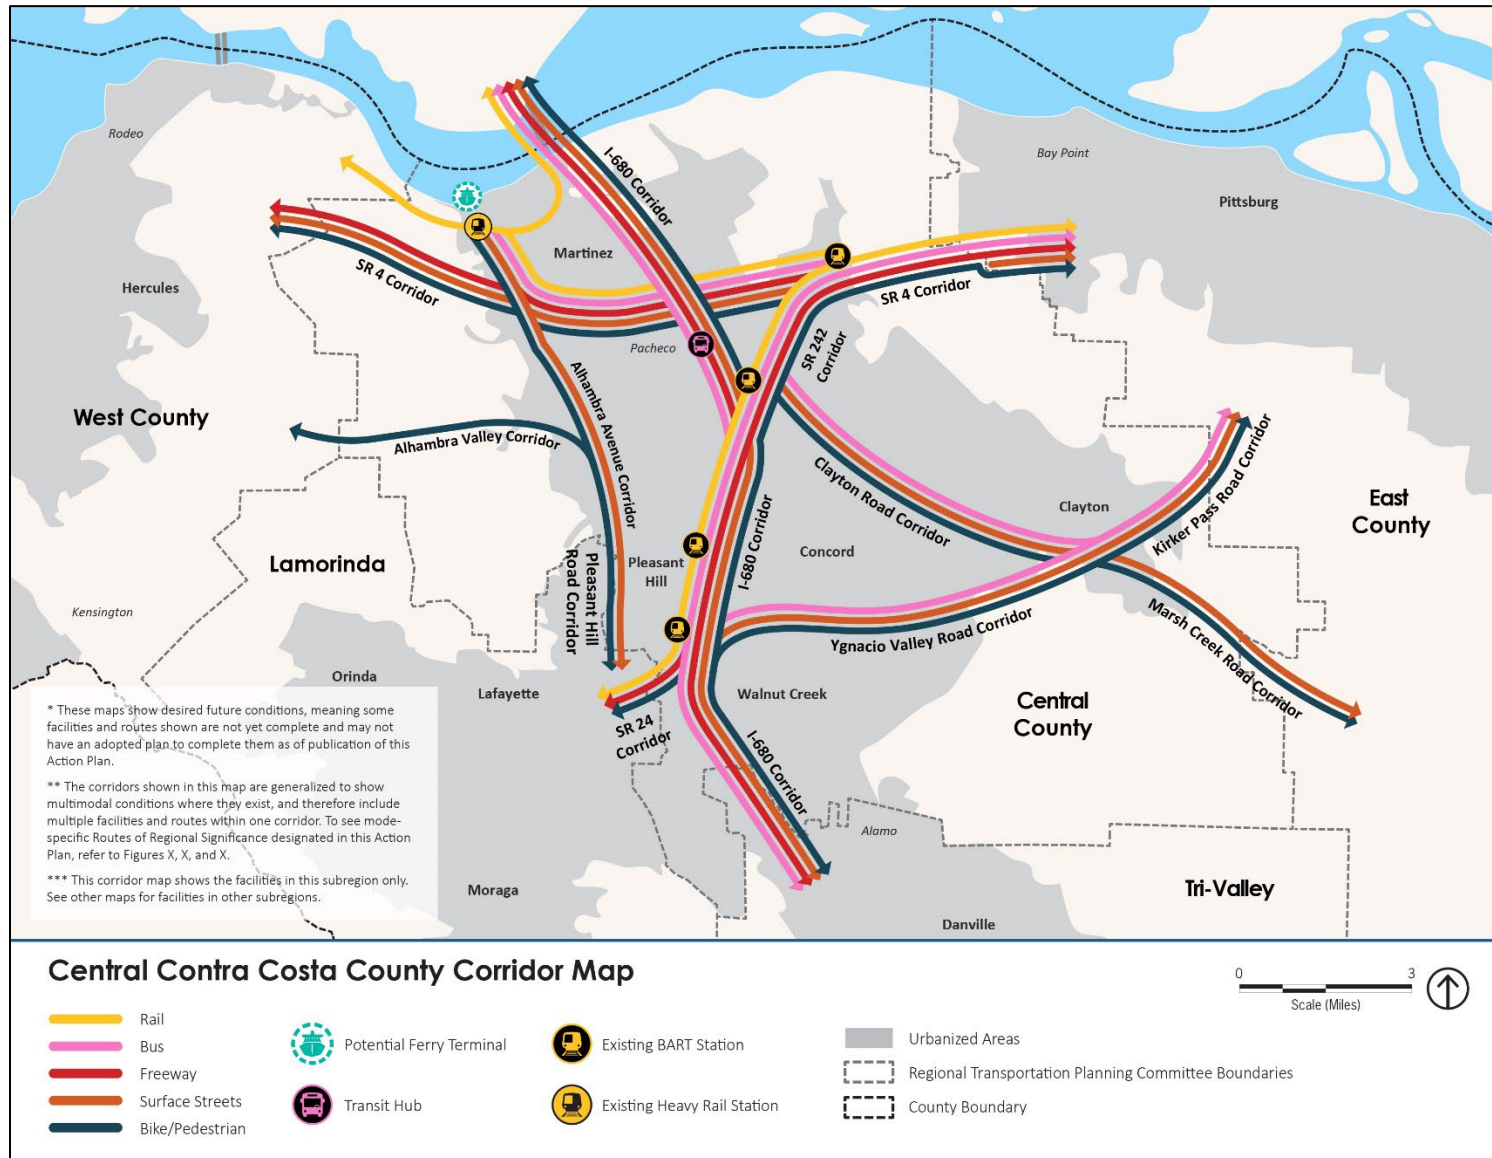 Rodeo
Bay Point
Pittsburg
I-680 Corridor
Martinez
SR 4 Corridor
Hercules
SR 4 Corridor
Pacheco
SR 242
Corridor
West County
Alhambra Avenue Corridor
Alhambra Valley Corridor
Clayton Road Corridor
Clayton
Kirker Pass Road Corridor
East
County
Concord
I-680 Corridor
Lamorinda
Pleasant
Hill
Pleasant Hill
Road Corridor
Kensington
Ygnacio Valley Road Corridor
Marsh Creek Road Corridor
Orinda
Lafayette
Walnut Creek
Central
County
SR 24
Corridor
I-680 Corridor
Alamo
Moraga
Tri-Valley
Danville
* These maps show desired future conditions, meaning some
facilities and routes shown are not yet complete and may not
have an adopted plan to complete them as of publication of this
Action Plan.
** The corridors shown in this map are generalized to show
multimodal conditions where they exist, and therefore include
multiple facilities and routes within one corridor. To see mode-
specific Routes of Regional Significance designated in this Action
Plan, refer to Figures X, X, and X.
*** This corridor map shows the facilities in this subregion only.
See other maps for facilities in other subregions.
Central Contra Costa County Corridor Map
0 3
Scale (Miles)
Rail
Bus
Freeway
Surface Streets
Bike/Pedestrian
Potential Ferry Terminal
Transit Hub
Existing BART Station
Existing Heavy Rail Station
Urbanized Areas
Regional Transportation Planning Committee Boundaries
County Boundary